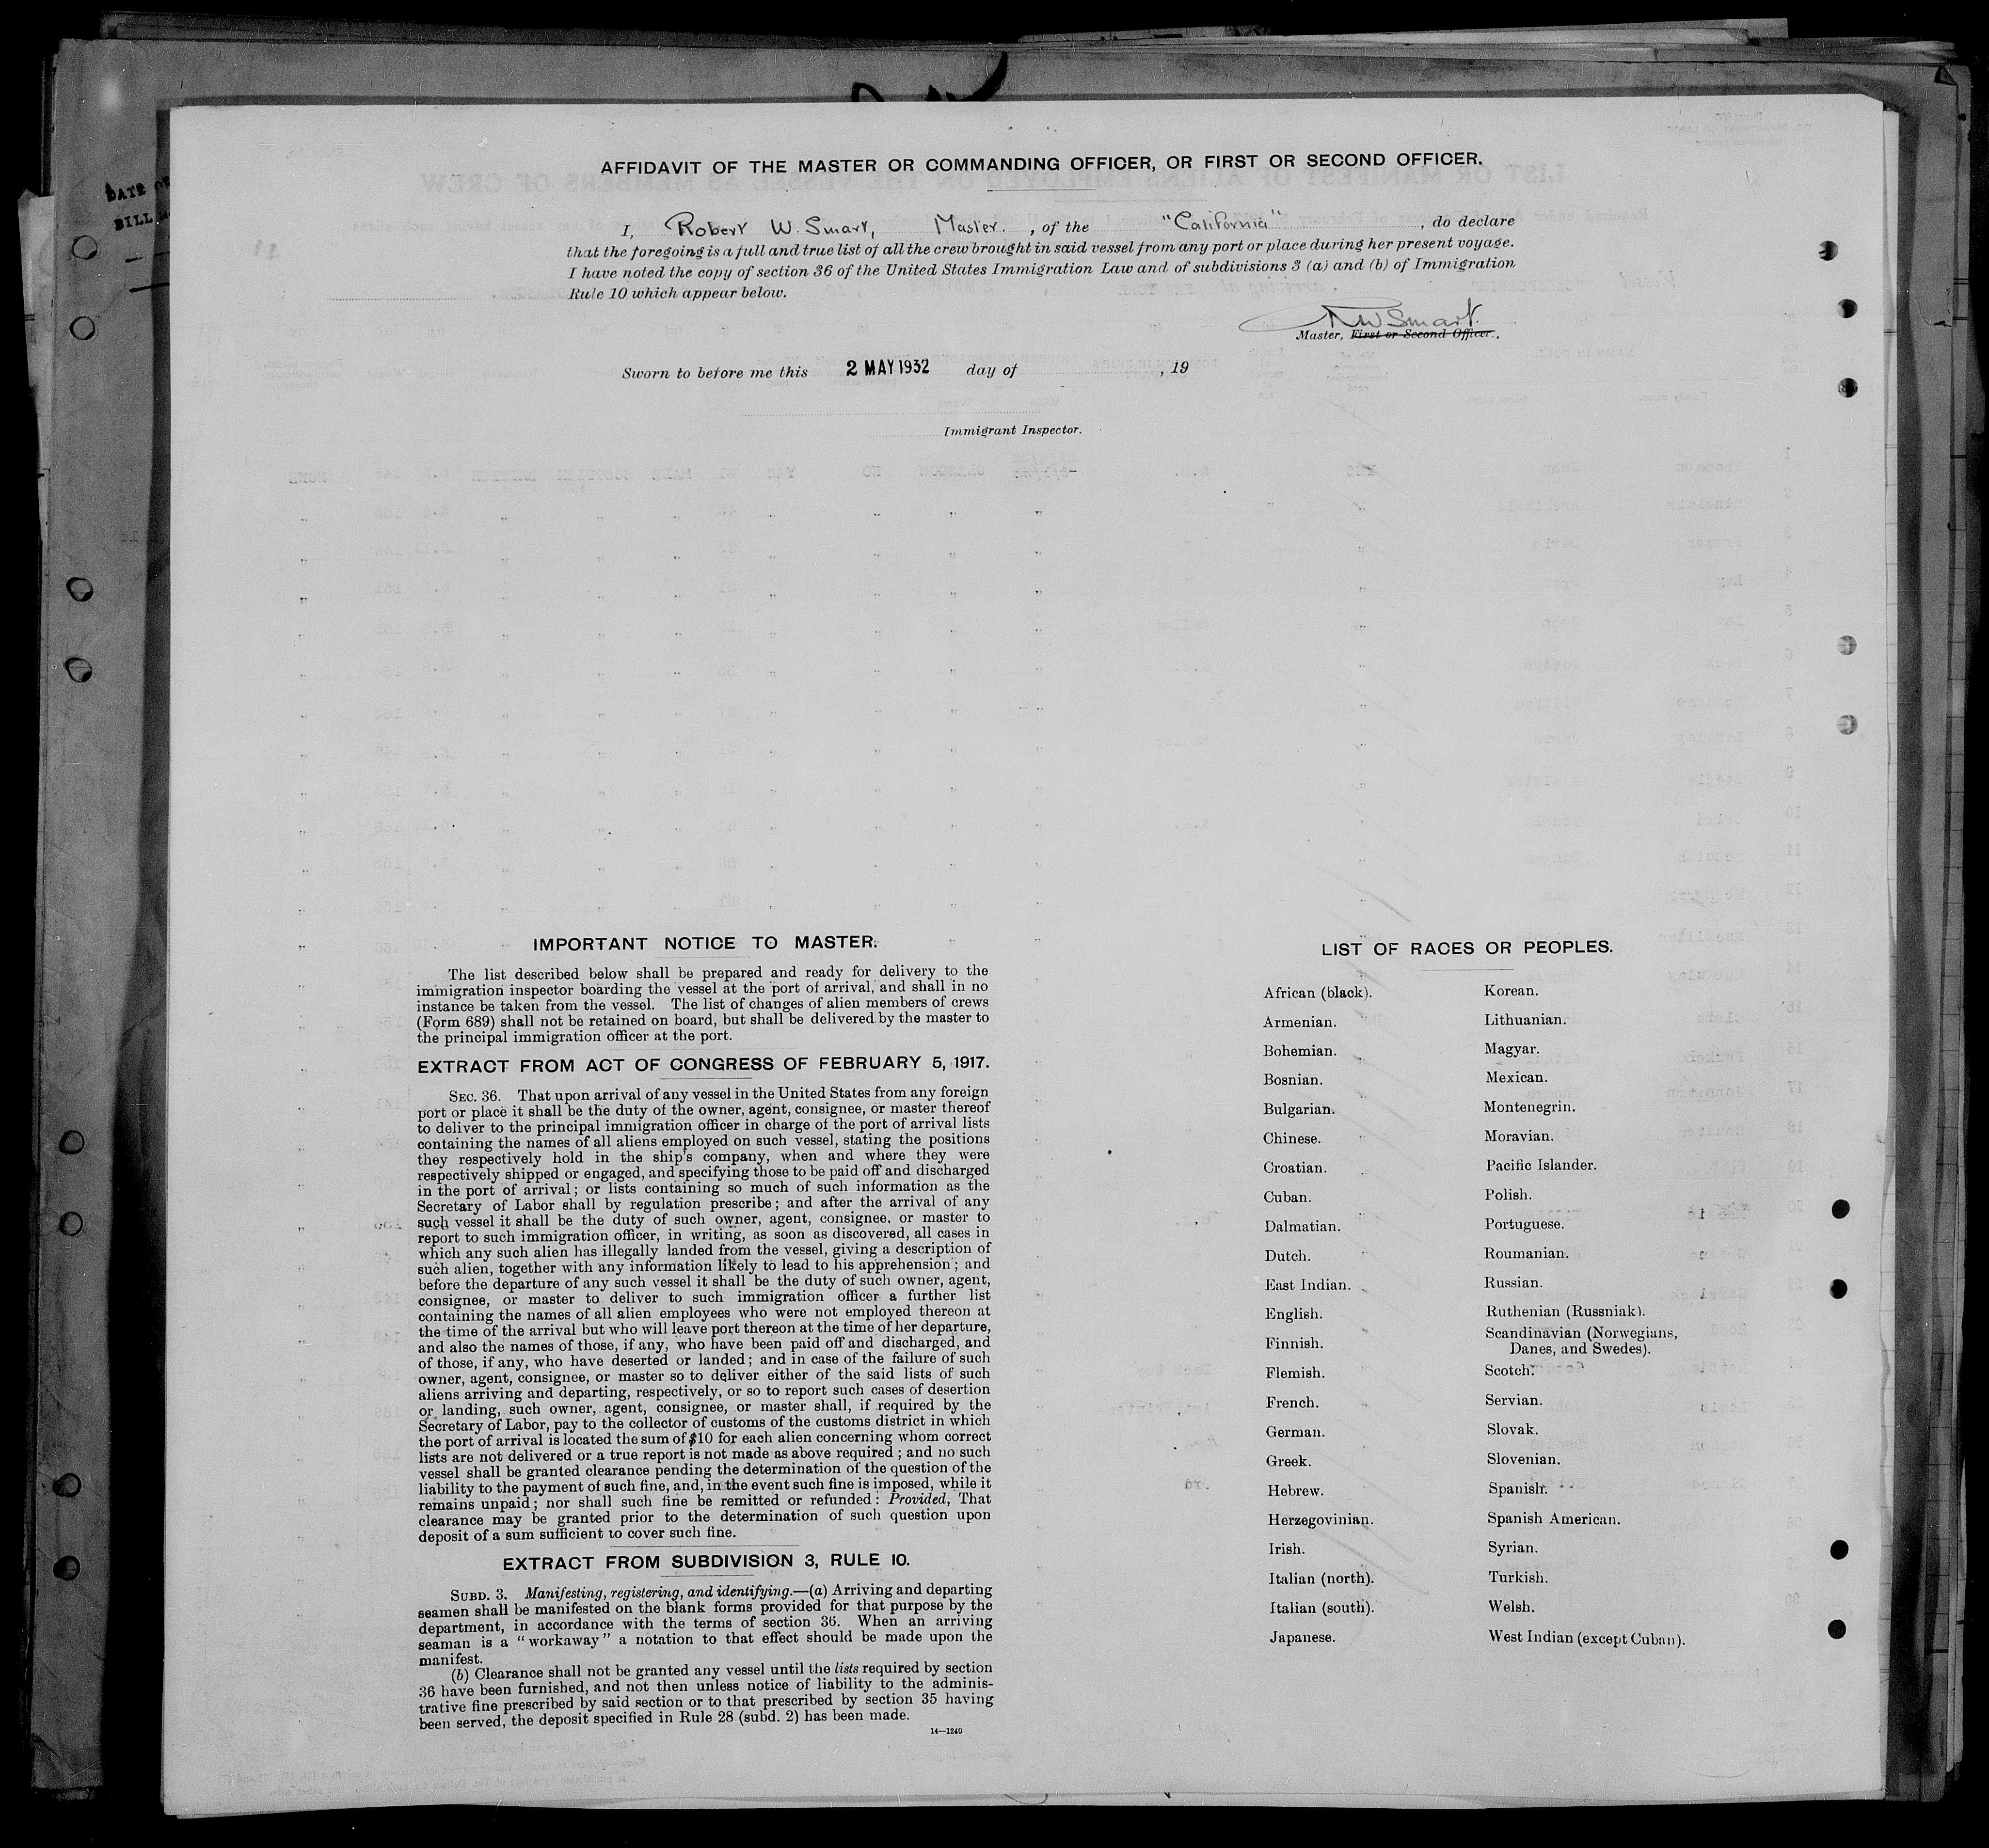 DATE OF
BILL
AFFIDAVIT OF THE MASTER OR COMMANDING OFFICER, OR FIRST OR SECOND OFFICER.
I, Robert W. Smart, Master. , of the "California" , do declare
that the foregoing is a full and true list of all the crew brought in said vessel from any port or place during her present voyage.
I have noted the copy of section 36 of the United States Immigration Law and of subdivisions 3 (a) and (b) of Immigration
Rule 10 which appear below.
RW Smart.
Master, First or Second Officer.
Sworn to before me this 2 MAY 1932 day of , 19
Immigrant Inspector.
IMPORTANT NOTICE TO MASTER.
The list described below shall be prepared and ready for delivery to the
immigration inspector boarding the vessel at the port of arrival, and shall in no
instance be taken from the vessel. The list of changes of alien members of crews
(Form 689) shall not be retained on board, but shall be delivered by the master to
the principal immigration officer at the port.
EXTRACT FROM ACT OF CONGRESS OF FEBRUARY 5, 1917.
SEC. 36. That upon arrival of any vessel in the United States from any foreign
port or place it shall be the duty of the owner, agent, consignee, or master thereof
to deliver to the principal immigration officer in charge of the port of arrival lists
containing the names of all aliens employed on such vessel, stating the positions
they respectively hold in the ship's company, when and where they were
respectively shipped or engaged, and specifying those to be paid off and discharged
in the port of arrival; or lists containing so much of such information as the
Secretary of Labor shall by regulation prescribe; and after the arrival of any
such vessel it shall be the duty of such owner, agent, consignee, or master to
report to such immigration officer, in writing, as soon as discovered, all cases in
which any such alien has illegally landed from the vessel, giving a description of
such alien, together with any information likely to lead to his apprehension; and
before the departure of any such vessel it shall be the duty of such owner, agent,
consignee, or master to deliver to such immigration officer a further list
containing the names of all alien employees who were not employed thereon at
the time of the arrival but who will leave port thereon at the time of her departure,
and also the names of those, if any, who have been paid off and discharged, and
of those, if any, who have deserted or landed; and in case of the failure of such
owner, agent, consignee, or master so to deliver either of the said lists of such
aliens arriving and departing, respectively, or so to report such cases of desertion
or landing, such owner, agent, consignee, or master shall, if required by the
Secretary of Labor, pay to the collector of customs of the customs district in which
the port of arrival is located the sum of $10 for each alien concerning whom correct
lists are not delivered or a true report is not made as above required; and no such
vessel shall be granted clearance pending the determination of the question of the
liability to the payment of such fine, and, in the event such fine is imposed, while it
remains unpaid; nor shall such fine be remitted or refunded: Provided, That
clearance may be granted prior to the determination of such question upon
deposit of a sum sufficient to cover such fine.
EXTRACT FROM SUBDIVISION 3, RULE 10.
SUBD. 3. Manifesting, registering, and identifying.—(a) Arriving and departing
seamen shall be manifested on the blank forms provided for that purpose by the
department, in accordance with the terms of section 36. When an arriving
seaman is a "workaway" a notation to that effect should be made upon the
manifest.
(b) Clearance shall not be granted any vessel until the lists required by section
36 have been furnished, and not then unless notice of liability to the adminis-
trative fine prescribed by said section or to that prescribed by section 35 having
been served, the deposit specified in Rule 28 (subd. 2) has been made.
14—1240
LIST OF RACES OR PEOPLES.
African (black).
Armenian.
Bohemian.
Bosnian.
Bulgarian.
Chinese.
Croatian.
Cuban.
Dalmatian.
Dutch.
East Indian.
English.
Finnish.
Flemish.
French.
German.
Greek.
Hebrew.
Herzegovinian.
Irish.
Italian (north).
Italian (south).
Japanese.
Korean.
Lithuanian.
Magyar.
Mexican.
Montenegrin.
Moravian.
Pacific Islander.
Polish.
Portuguese.
Roumanian.
Russian.
Ruthenian (Russniak).
Scandinavian (Norwegians,
Danes, and Swedes).
Scotch.
Servian.
Slovak.
Slovenian.
Spanish.
Spanish American.
Syrian.
Turkish.
Welsh.
West Indian (except Cuban).